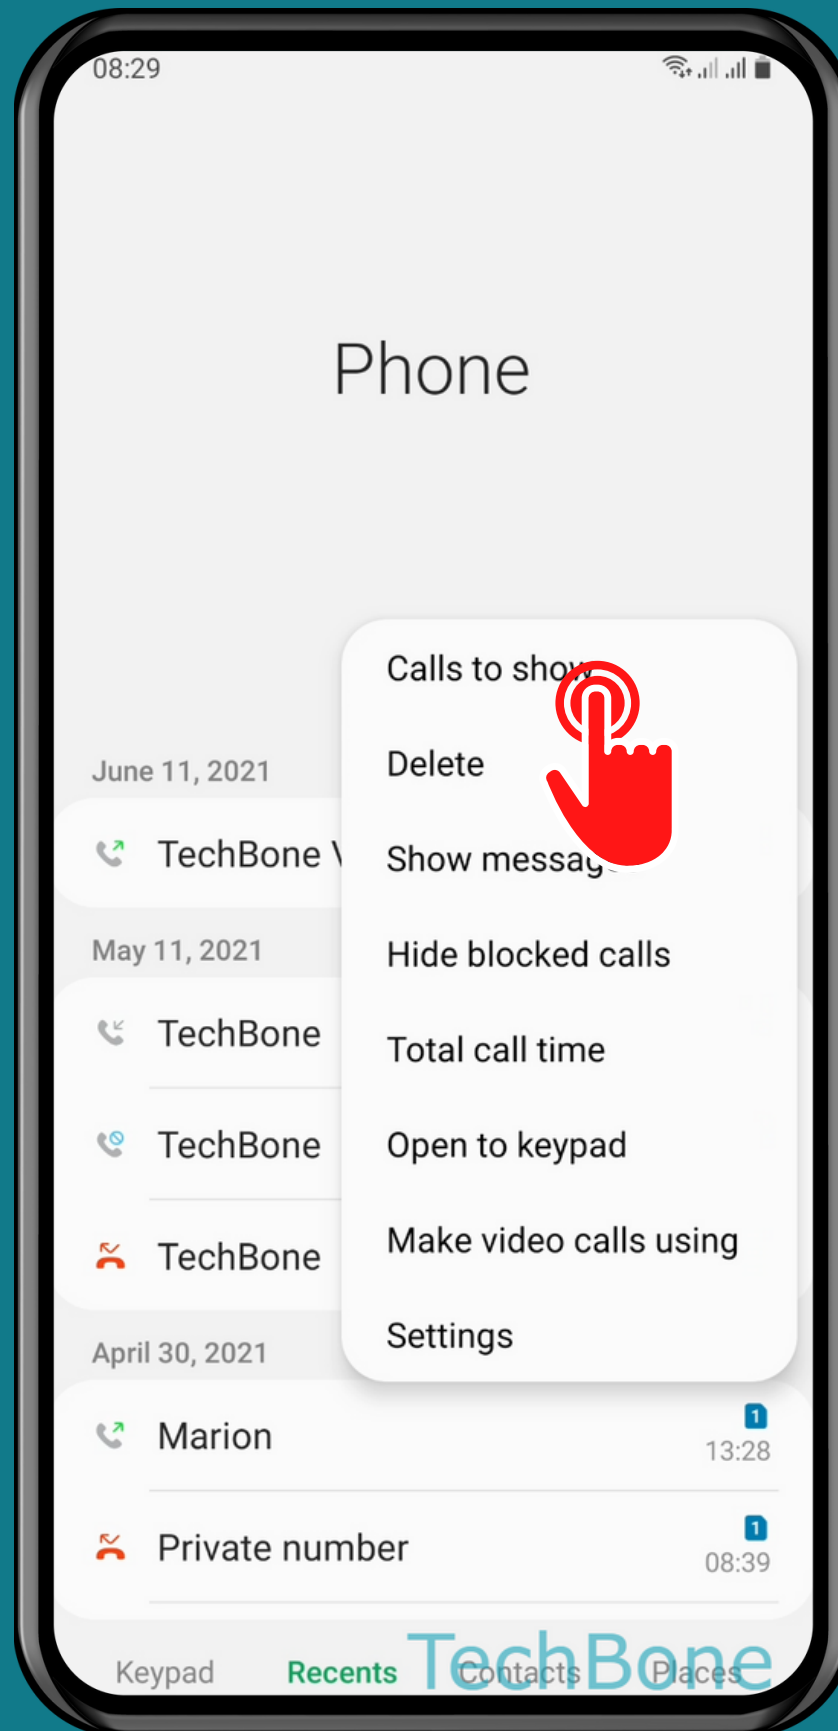 08:29
Phone
Calls to show
Delete
Show messag
Hide blocked calls
Total call time
Open to keypad
Make video calls using
Settings
June 11, 2021
TechBone V
May 11, 2021
TechBone
TechBone
TechBone
April 30, 2021
Marion
1
13:28
Private number
1
08:39
Keypad Recents Contacts Places
TechBone